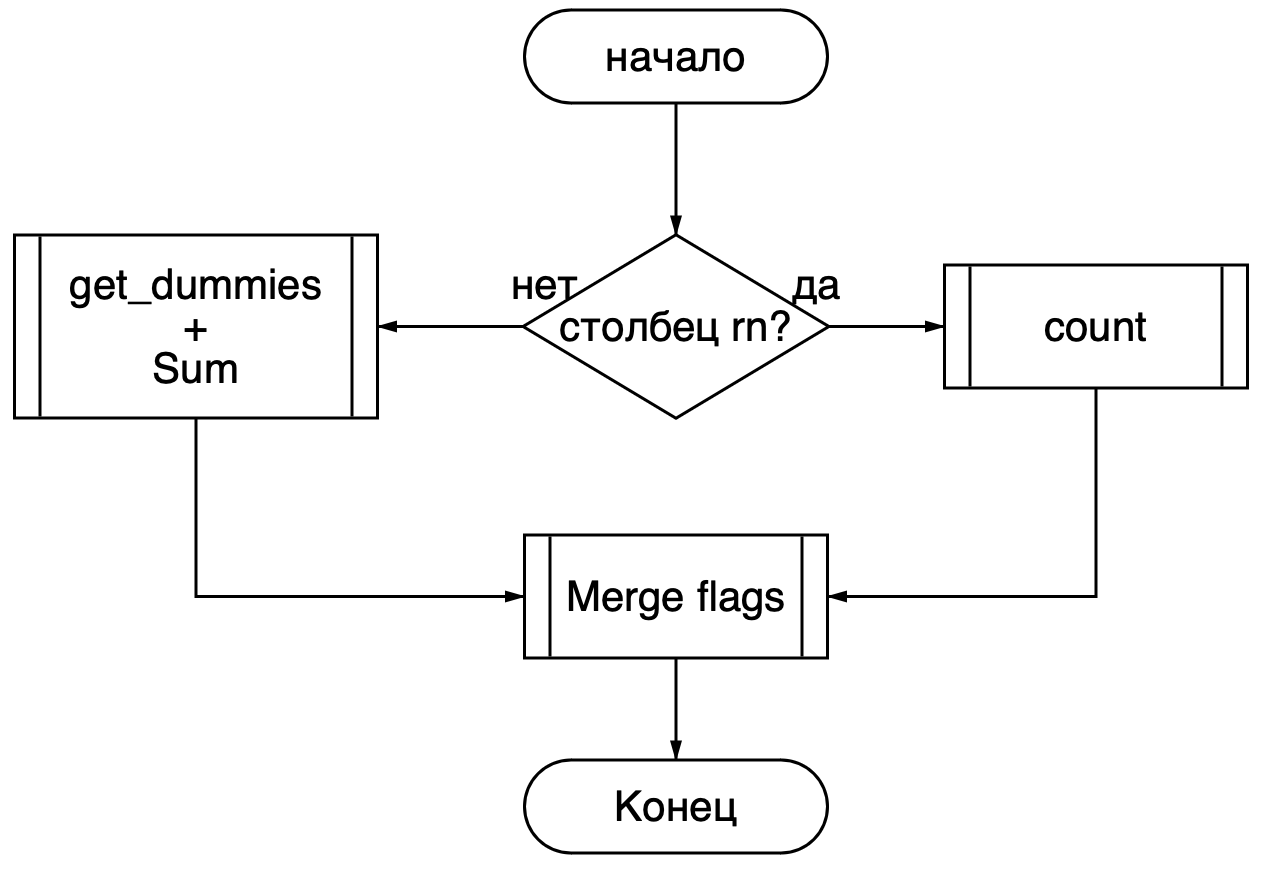 начало
нет
да
get_dummies
+
Sum
столбец rn?
count
Merge flags
Конец